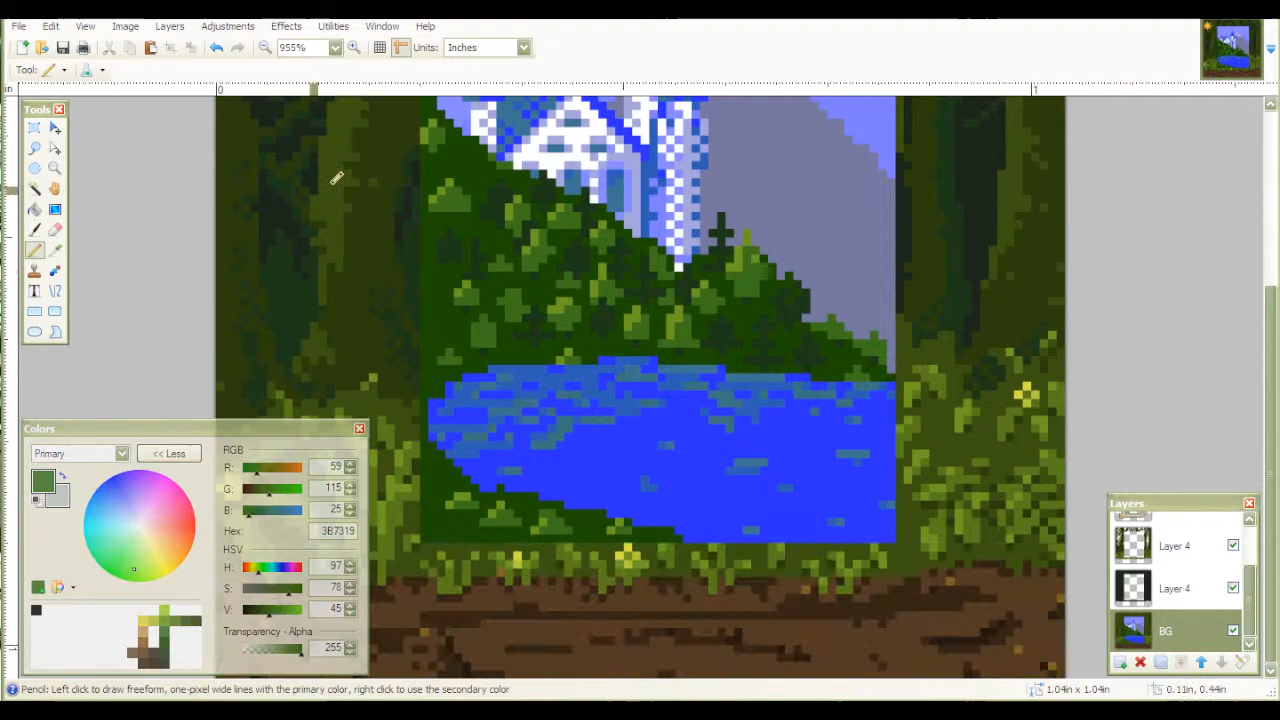 File Edit View Image Layers Adjustments Effects Utilities Window Help
955% Units: Inches
Tool:
in 0 1
Tools
Colors
Primary << Less
RGB
R: 59
G: 115
B: 25
Hex: 3B7319
HSV
H: 97
S: 78
V: 45
Transparency - Alpha
255
Layers
Layer 4
Layer 4
BG
Pencil: Left click to draw freeform, one-pixel wide lines with the primary color, right click to use the secondary color 1.04in x 1.04in 0.11in, 0.44in